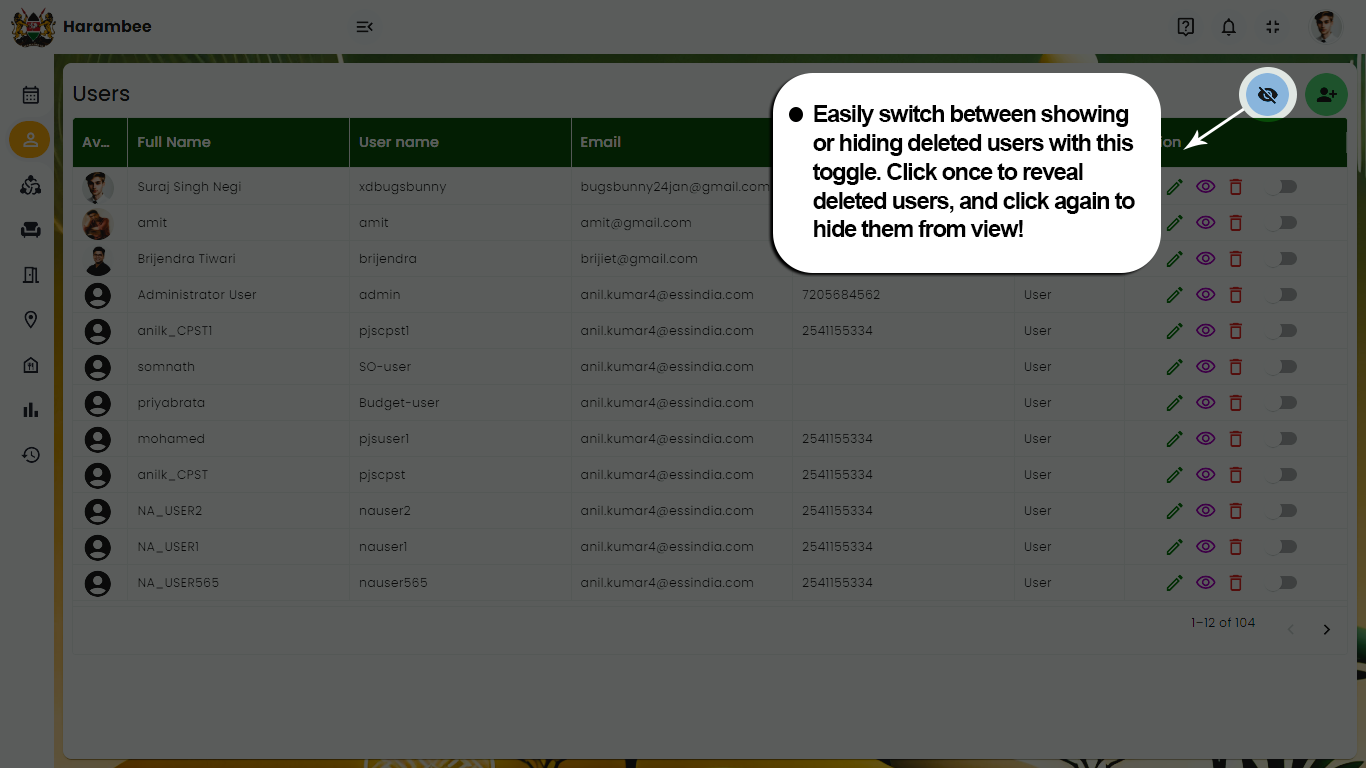 Harambee
Users
Easily switch between showing
or hiding deleted users with this
toggle. Click once to reveal
deleted users, and click again to
hide them from view!
Av... Full Name User name Email ion
Suraj Singh Negi xdbugsbunny bugsbunny24jan@gmail.com
amit amit amit@gmail.com
Brijendra Tiwari brijendra brijiet@gmail.com
Administrator User admin anil.kumar4@essindia.com 7205684562 User
anilk_CPST1 pjscpst1 anil.kumar4@essindia.com 2541155334 User
somnath SO-user anil.kumar4@essindia.com User
priyabrata Budget-user anil.kumar4@essindia.com User
mohamed pjsuser1 anil.kumar4@essindia.com 2541155334 User
anilk_CPST pjscpst anil.kumar4@essindia.com 2541155334 User
NA_USER2 nauser2 anil.kumar4@essindia.com 2541155334 User
NA_USER1 nauser1 anil.kumar4@essindia.com 2541155334 User
NA_USER565 nauser565 anil.kumar4@essindia.com 2541155334 User
1-12 of 104